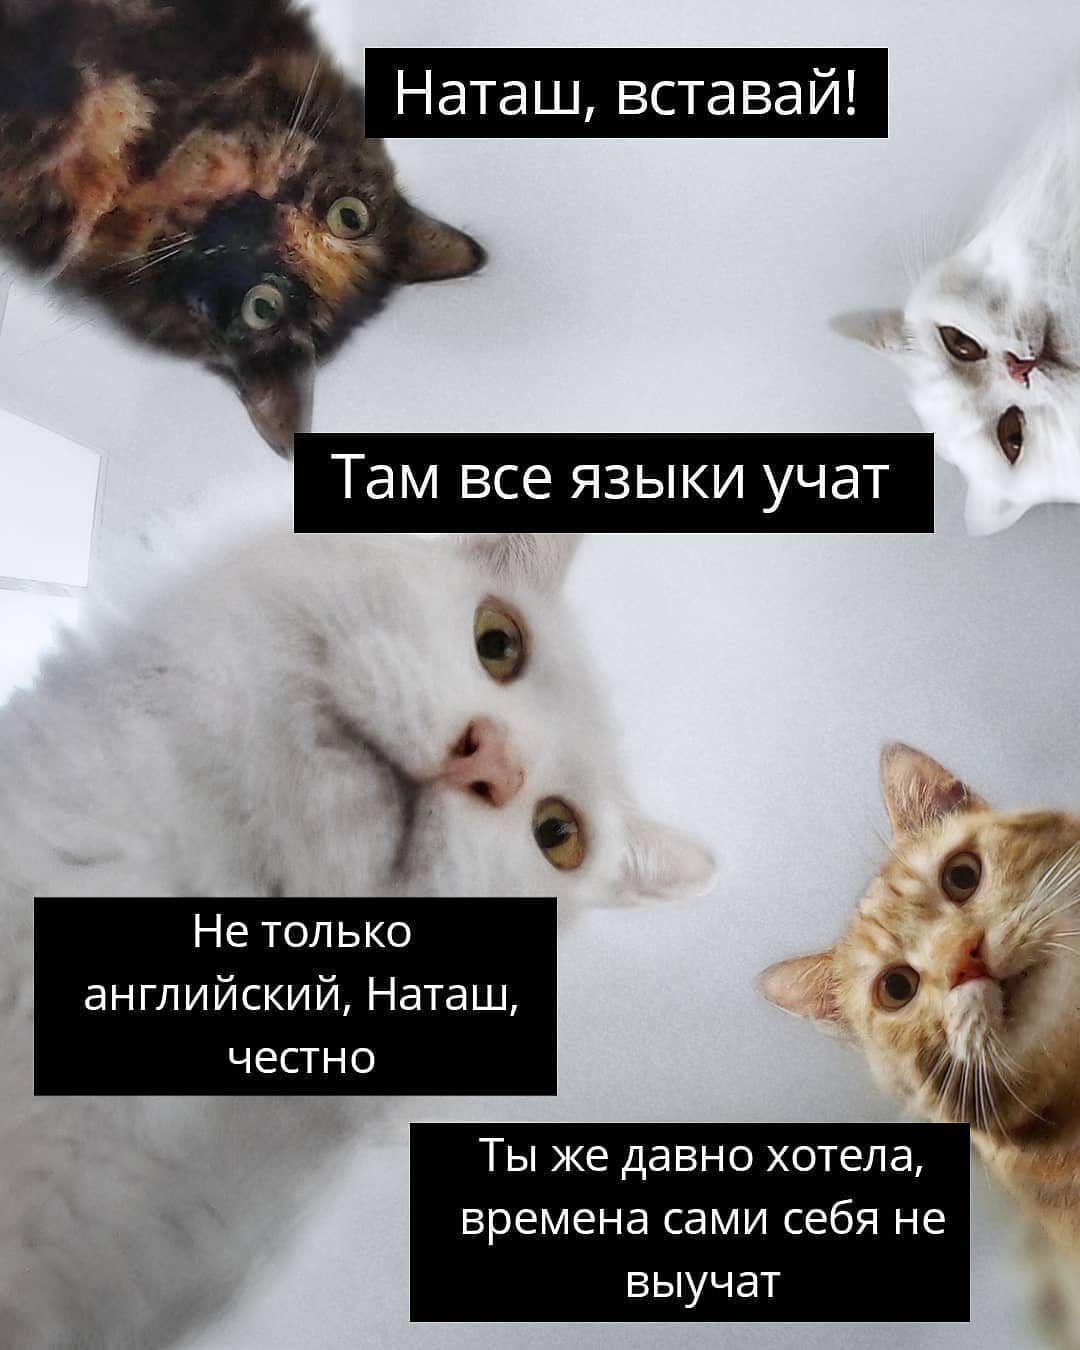 Наташ, вставай!
Там все языки учат
Не только
английский, Наташ,
честно
Ты же давно хотела,
времена сами себя не
выучат